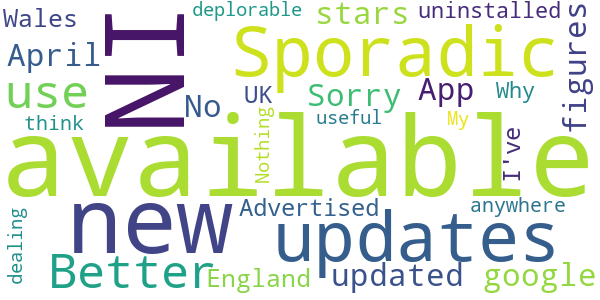 Wales
deplorable
stars
uninstalled
April
NI
Sporadic
figures
use
No
UK
Sorry
App
Why
think
Nothing
useful
My
I've
available
dealing
new
Advertised
anywhere
updates
Better
England
updated
google